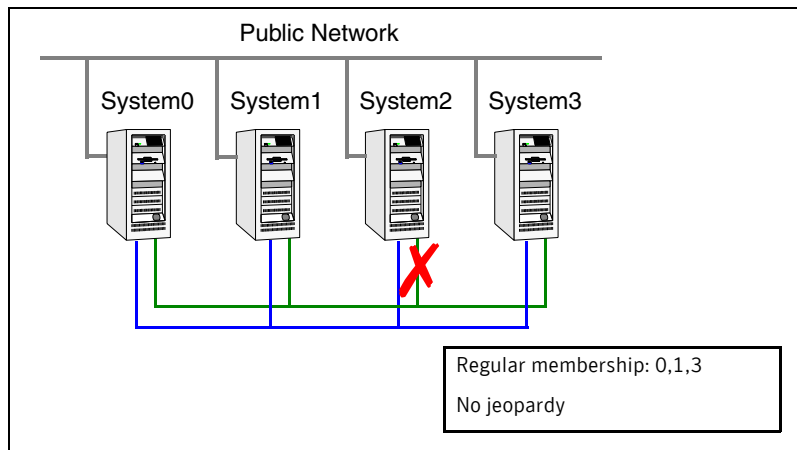 Public Network
System0 System1 System2 System3
Regular membership: 0,1,3
No jeopardy